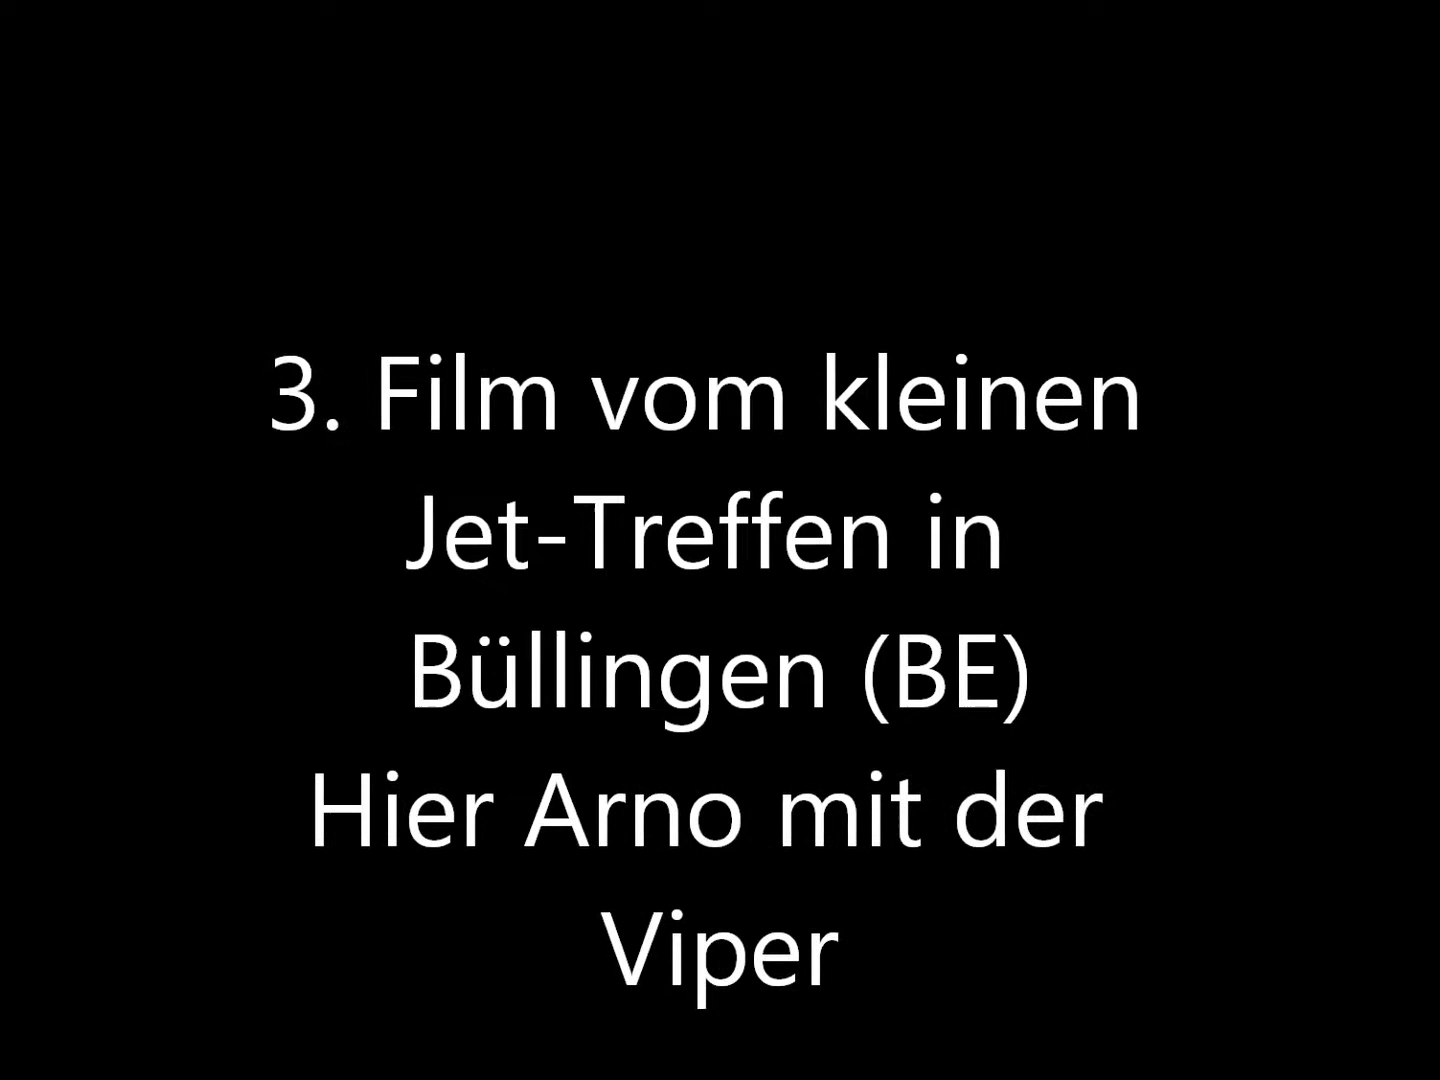 3. Film vom kleinen
Jet-Treffen in
Büllingen (BE)
Hier Arno mit der
Viper